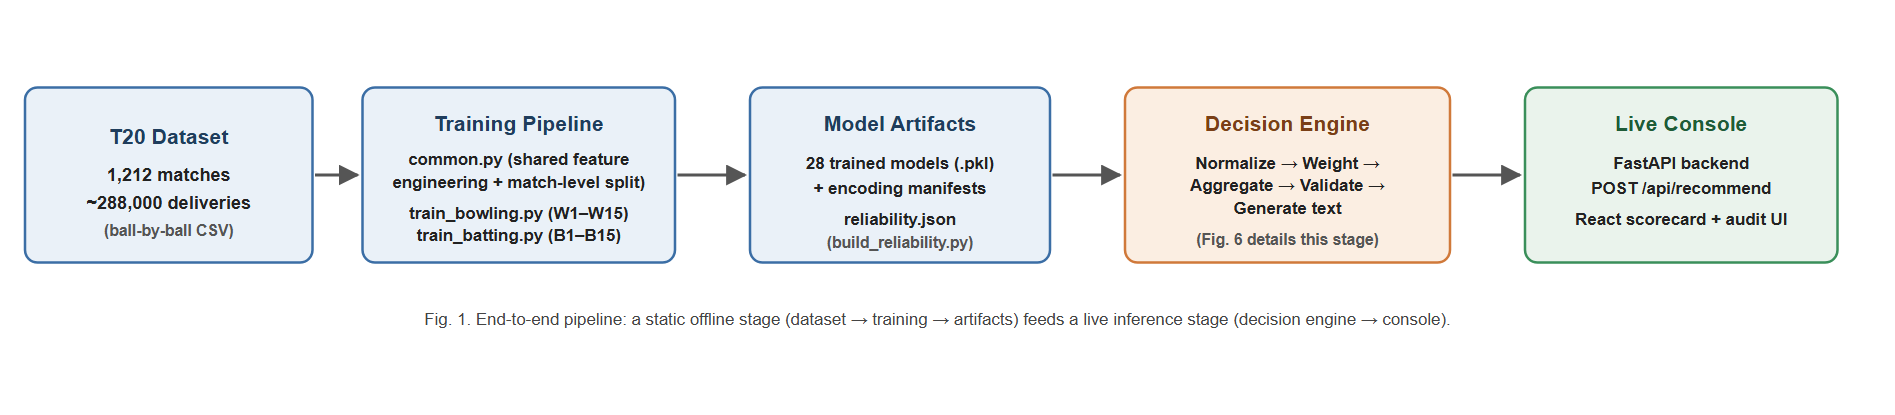 T20 Dataset
1,212 matches
~288,000 deliveries
(ball-by-ball CSV)
Training Pipeline
common.py (shared feature
engineering + match-level split)
train_bowling.py (W1–W15)
train_batting.py (B1–B15)
Model Artifacts
28 trained models (.pkl)
+ encoding manifests
reliability.json
(build_reliability.py)
Decision Engine
Normalize → Weight →
Aggregate → Validate →
Generate text
(Fig. 6 details this stage)
Live Console
FastAPI backend
POST /api/recommend
React scorecard + audit UI
Fig. 1. End-to-end pipeline: a static offline stage (dataset → training → artifacts) feeds a live inference stage (decision engine → console).